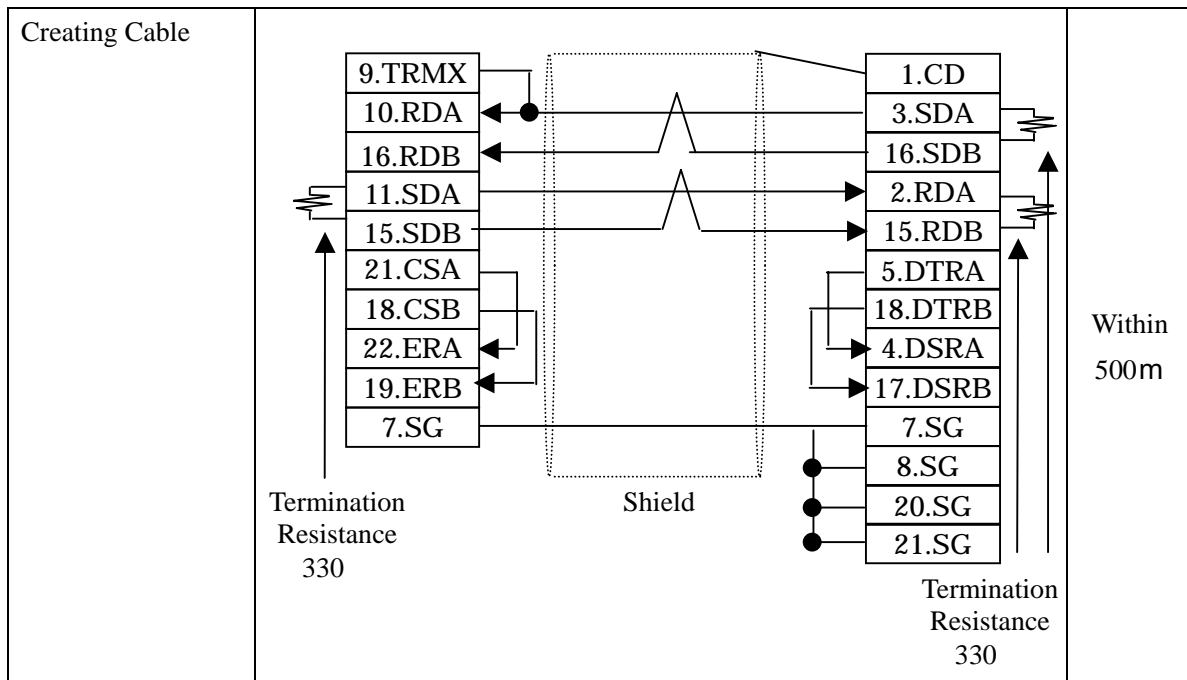 Creating Cable
9.TRMX
10.RDA
16.RDB
11.SDA
15.SDB
21.CSA
18.CSB
22.ERA
19.ERB
7.SG
Termination
Resistance
330
Shield
1.CD
3.SDA
16.SDB
2.RDA
15.RDB
5.DTRA
18.DTRB
4.DSRA
17.DSRB
7.SG
8.SG
20.SG
21.SG
Termination
Resistance
330
Within
500m